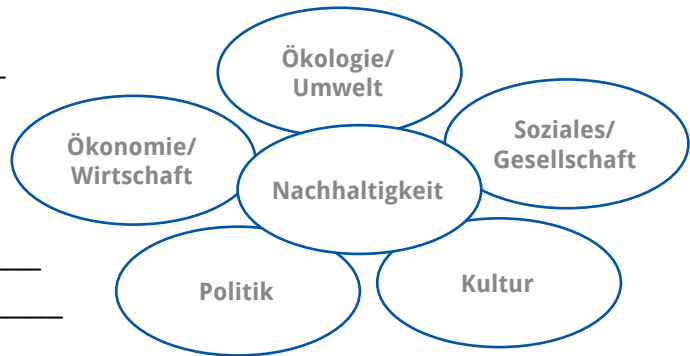 Ökologie/
Umwelt
Ökonomie/
Wirtschaft
Soziales/
Gesellschaft
Nachhaltigkeit
Politik
Kultur